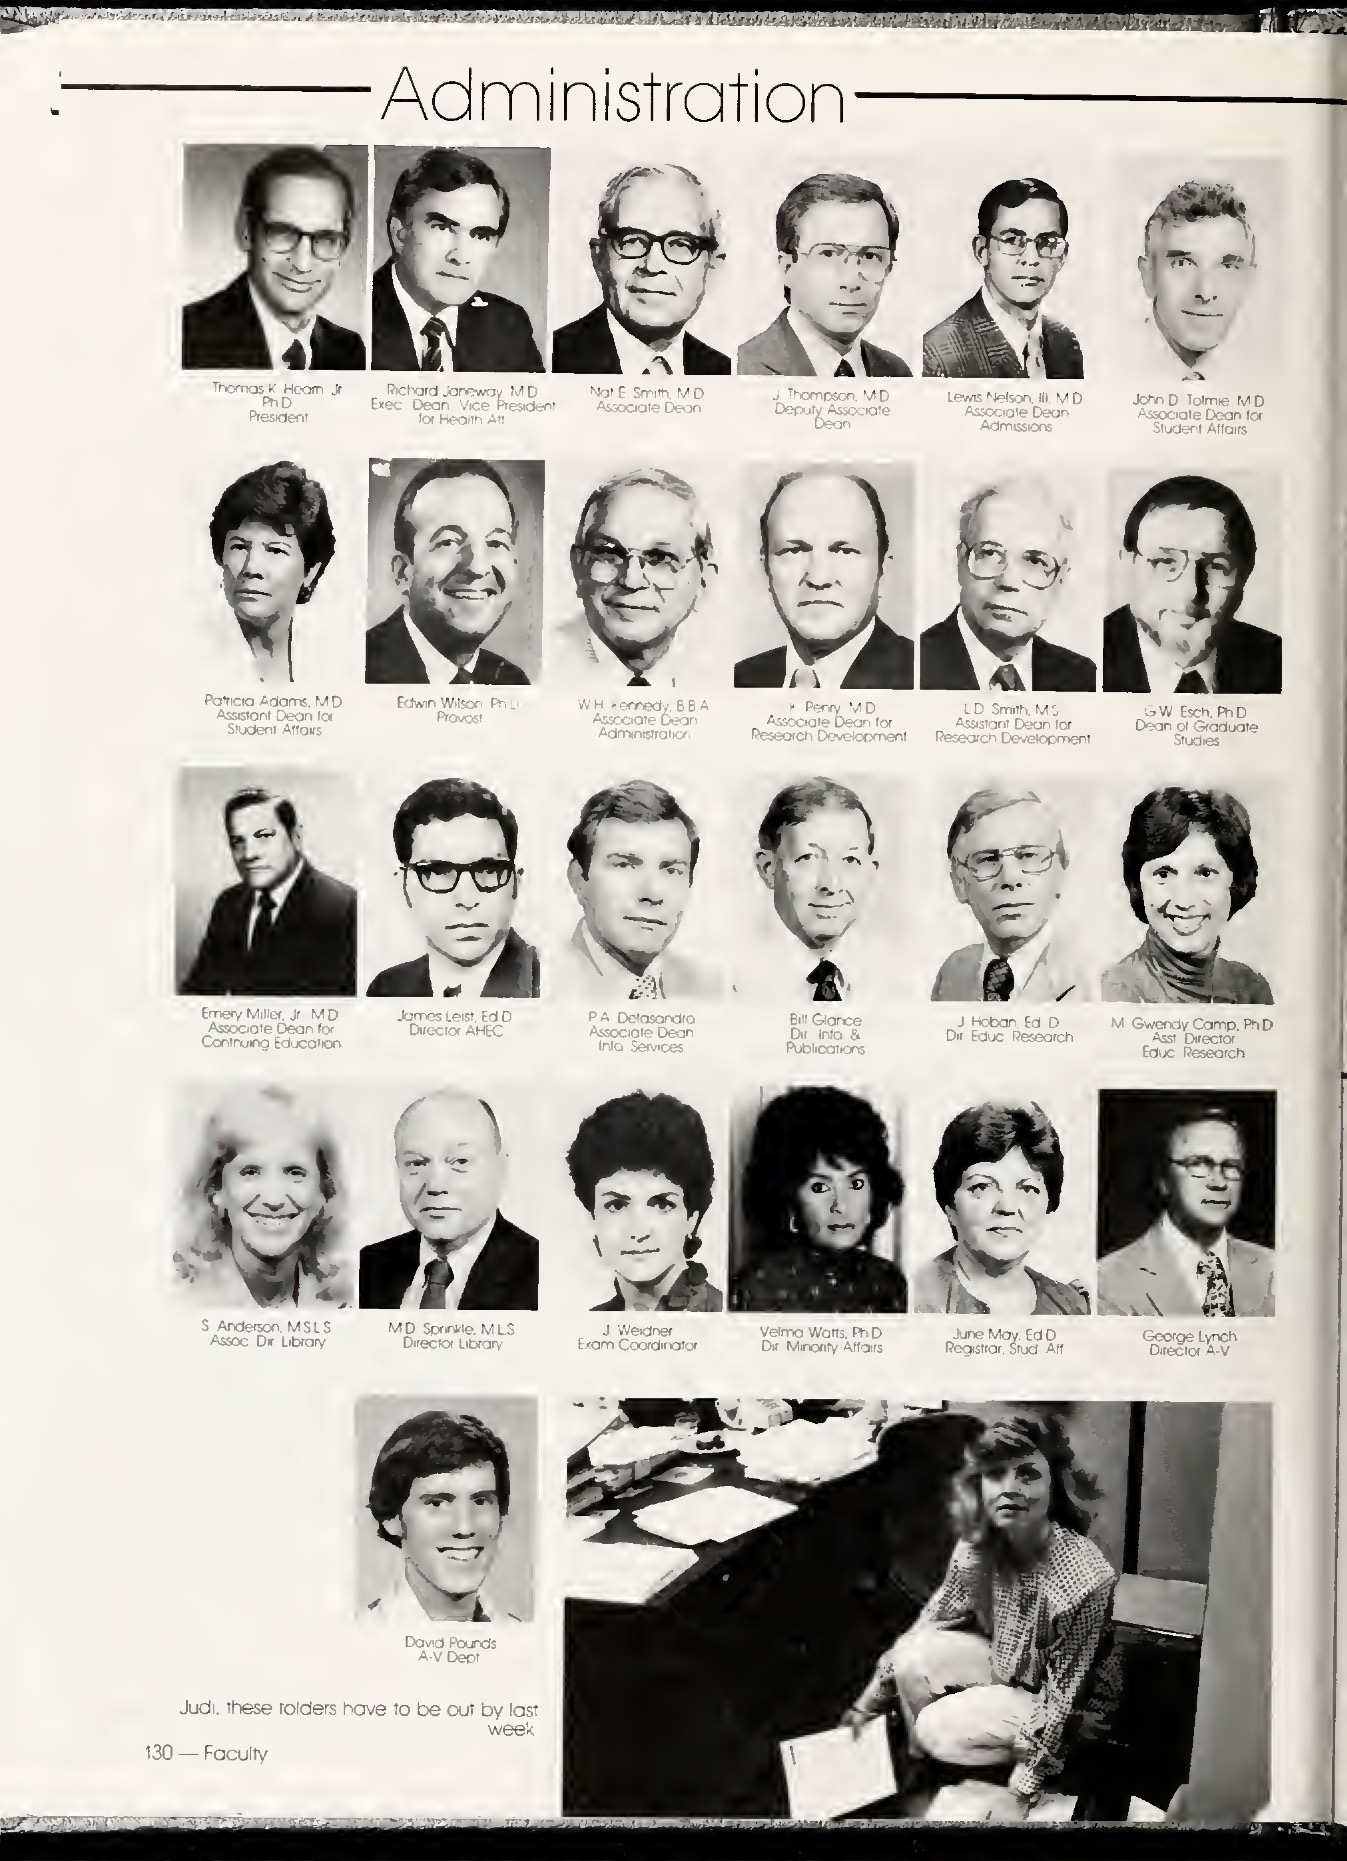 Administration
Thomas K Hearn Jr
Ph D
President
Richard Janeway, M D
Exec Dean Vice President
for Health Aff
Nat E Smith, M D
Associate Dean
J Thompson, M D
Deputy Associate
Dean
Lewis Nelson, III, M D
Associate Dean
Admissions
John D Tolmie M D
Associate Dean for
Student Affairs
Patricia Adams, M D
Assistant Dean for
Student Affairs
Edwin Wilson Ph D
Provost
W H Kennedy, B B A
Associate Dean
Administration
Penry M D
Associate Dean for
Research Development
L D Smith, M S
Assistant Dean for
Research Development
G W Esch, Ph D
Dean of Graduate
Studies
Emery Miller, Jr M D
Associate Dean for
Continuing Education
James Leist, Ed D
Director AHEC
P A Delasandro
Associate Dean
Info Services
Bill Glance
Dir Info &
Publications
J Hoban, Ed D
Dir Educ Research
M Gwendy Camp, Ph D
Asst Director
Educ Research
S Anderson, M S L S
Assoc Dir Library
M D Sprinkle, M L S
Director Library
J Weidner
Exam Coordinator
Velma Watts, Ph D
Dir Minority Affairs
June May, Ed D
Registrar, Stud Aff
George Lynch
Director A-V
David Pounds
A-V Dept
Judi, these folders have to be out by last
week
130 — Faculty